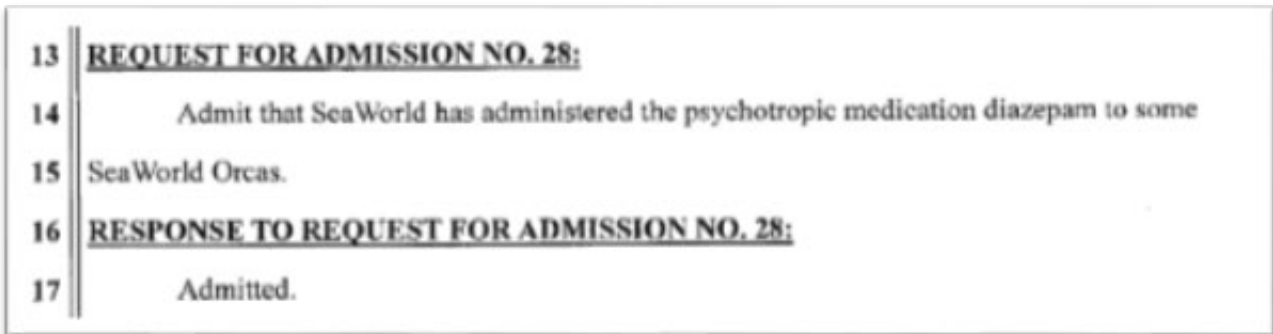 13 REQUEST FOR ADMISSION NO. 28:
14 Admit that SeaWorld has administered the psychotropic medication diazepam to some
15 SeaWorld Orcas.
16 RESPONSE TO REQUEST FOR ADMISSION NO. 28:
17 Admitted.